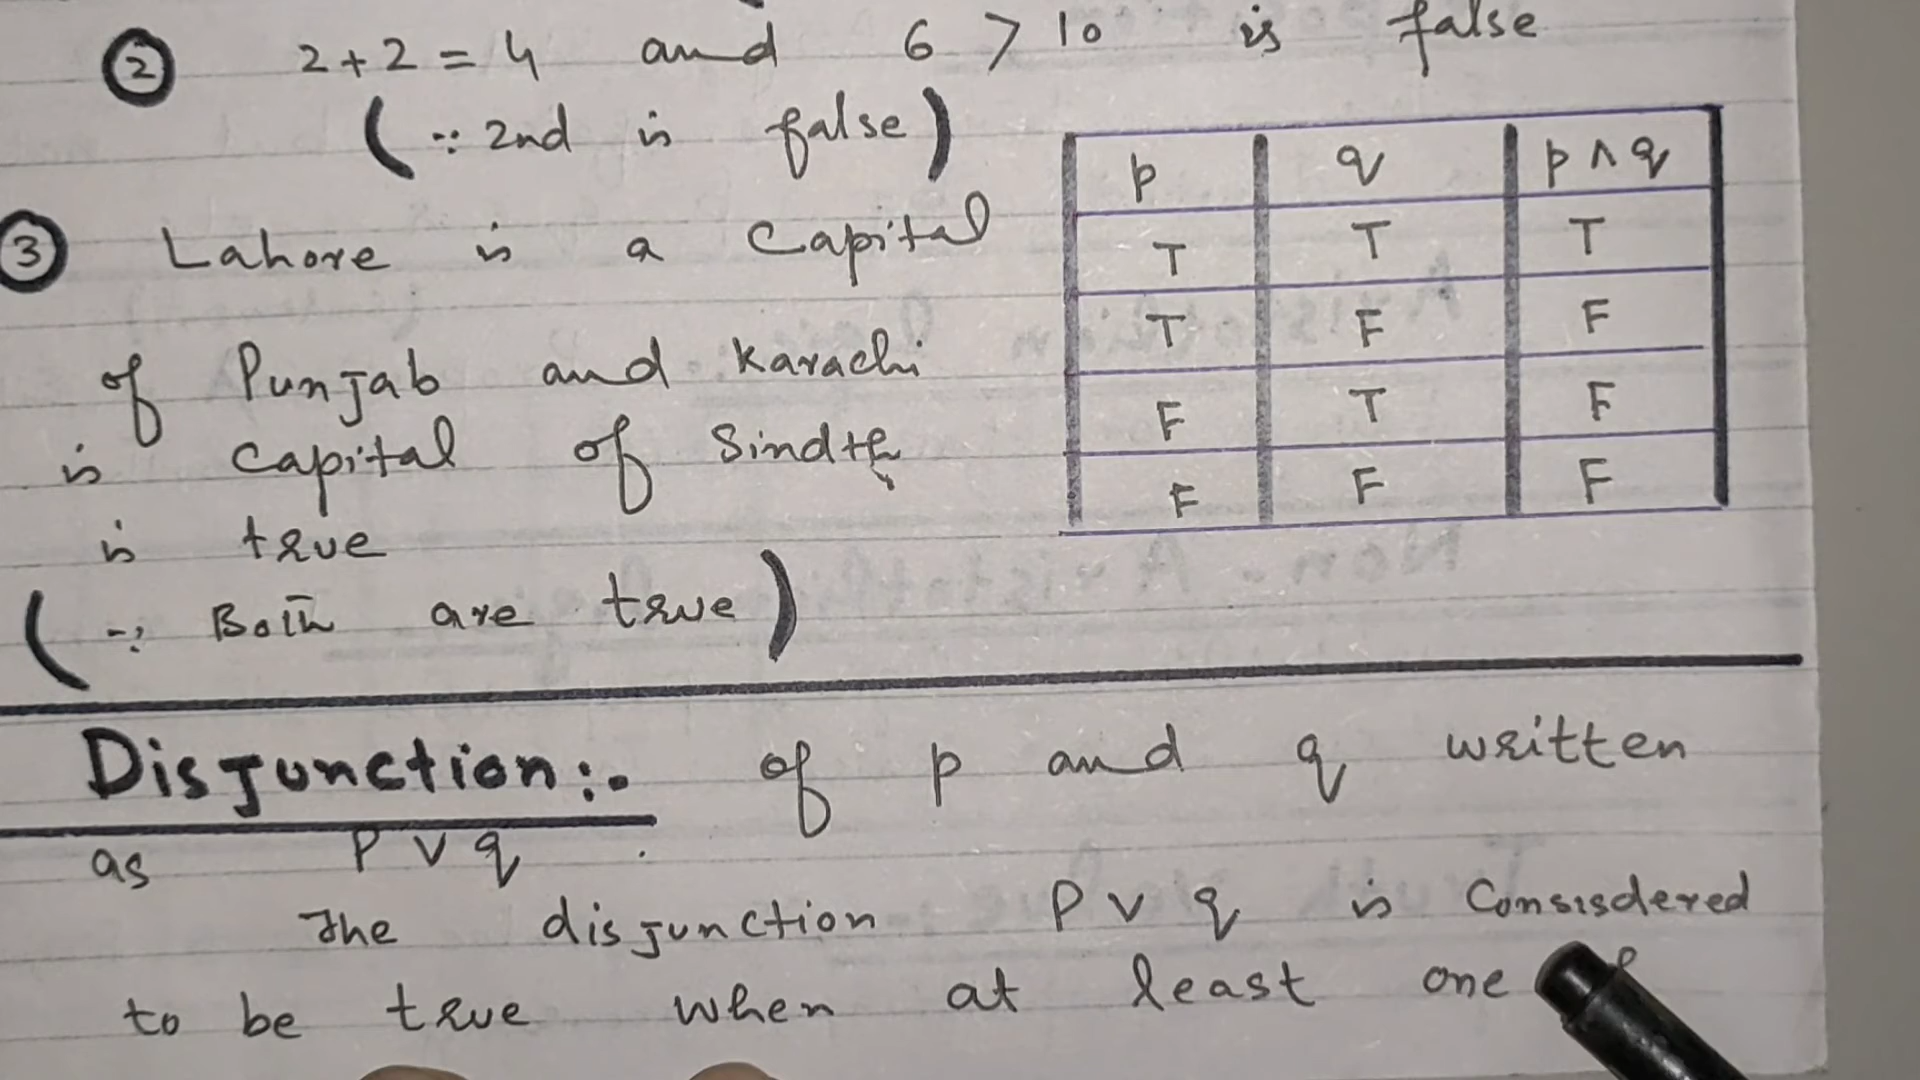 ② 2+2 = 4 and 6 > 10 is false
(∵ 2nd is false)
③ Lahore is a Capital
of Punjab and Karachi
is Capital of Sindth
is true
(∵ Both are true)
p q p ∧ q
T T T
T F F
F T F
F F F
Disjunction:. of p and q written
as P ∨ q .
The disjunction P ∨ q is Consisdered
to be true when at least one